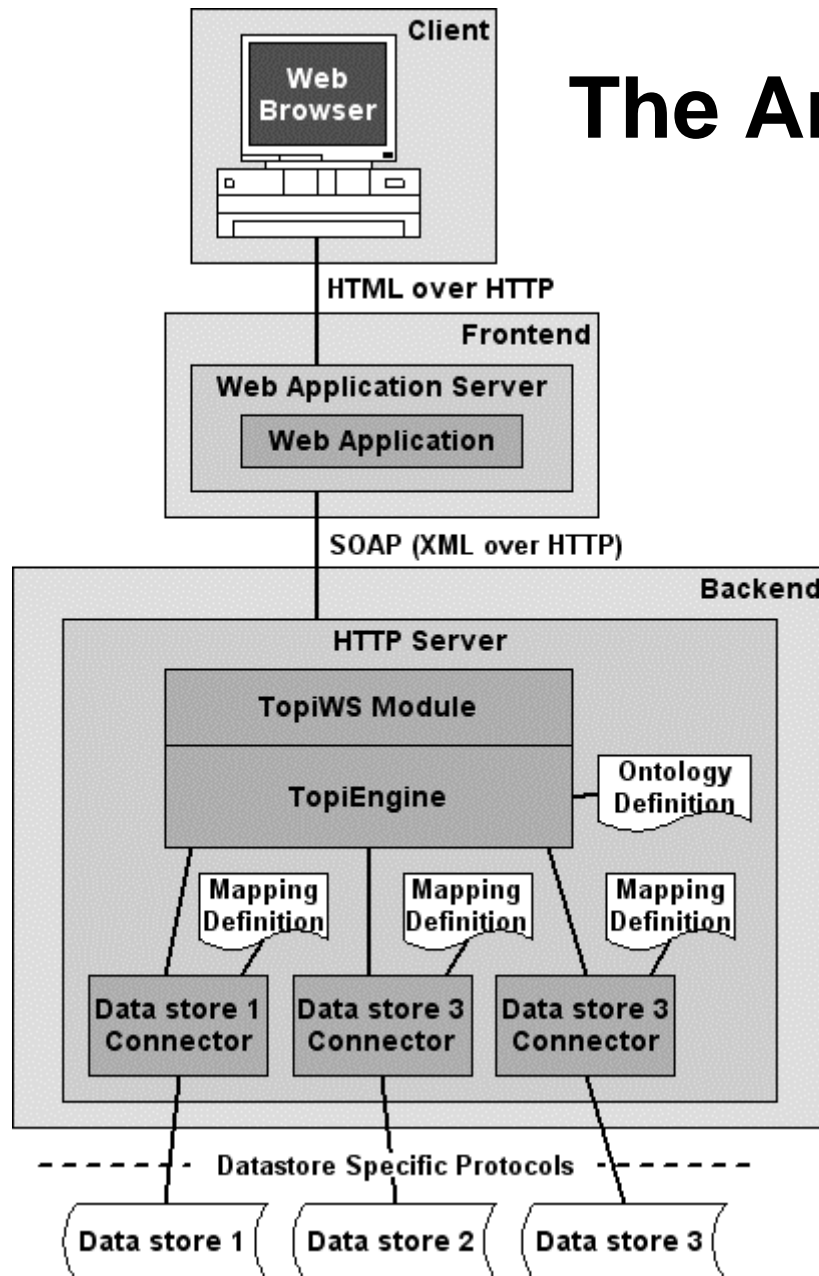 Client
Web
Browser
The Ar
HTML over HTTP
Frontend
Web Application Server
Web Application
SOAP (XML over HTTP)
Backend
HTTP Server
TopiWS Module
TopiEngine
Ontology
Definition
Mapping
Definition
Mapping
Definition
Mapping
Definition
Data store 1
Connector
Data store 3
Connector
Data store 3
Connector
Datastore Specific Protocols
Data store 1
Data store 2
Data store 3